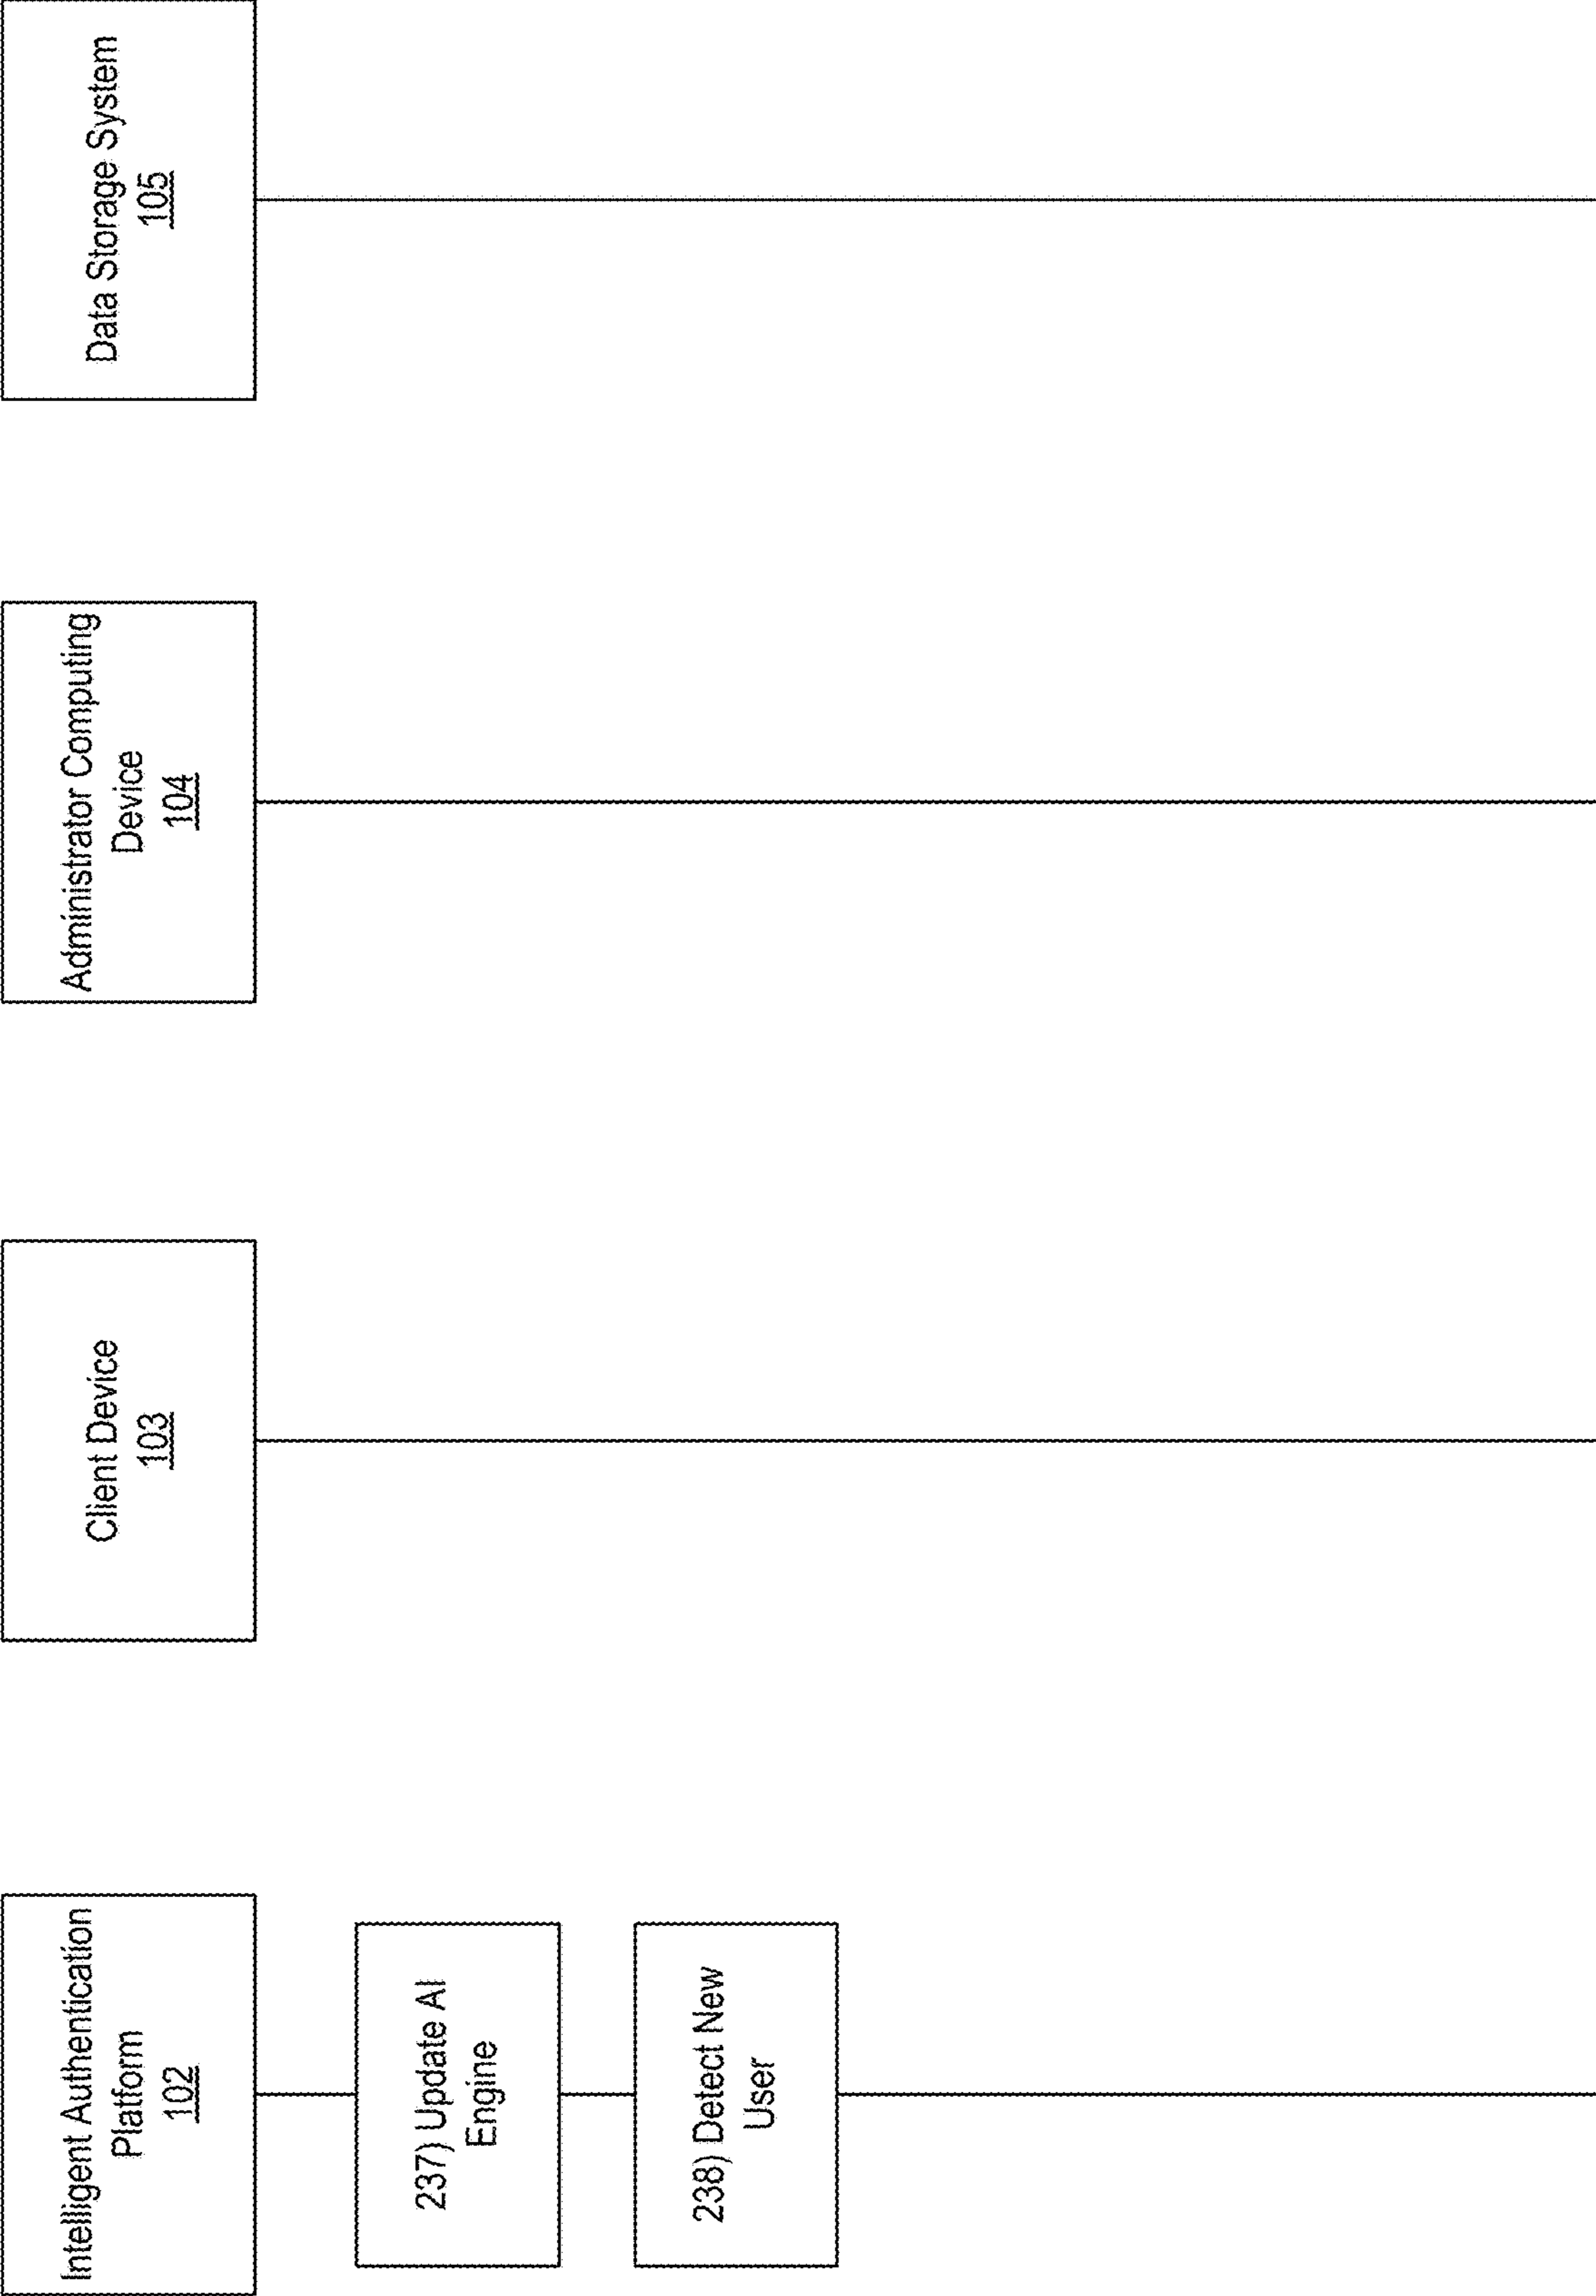 Intelligent Authentication
Platform
102
Client Device
103
Administrator Computing
Device
104
Data Storage System
105
237) Update AI
Engine
238) Detect New
User